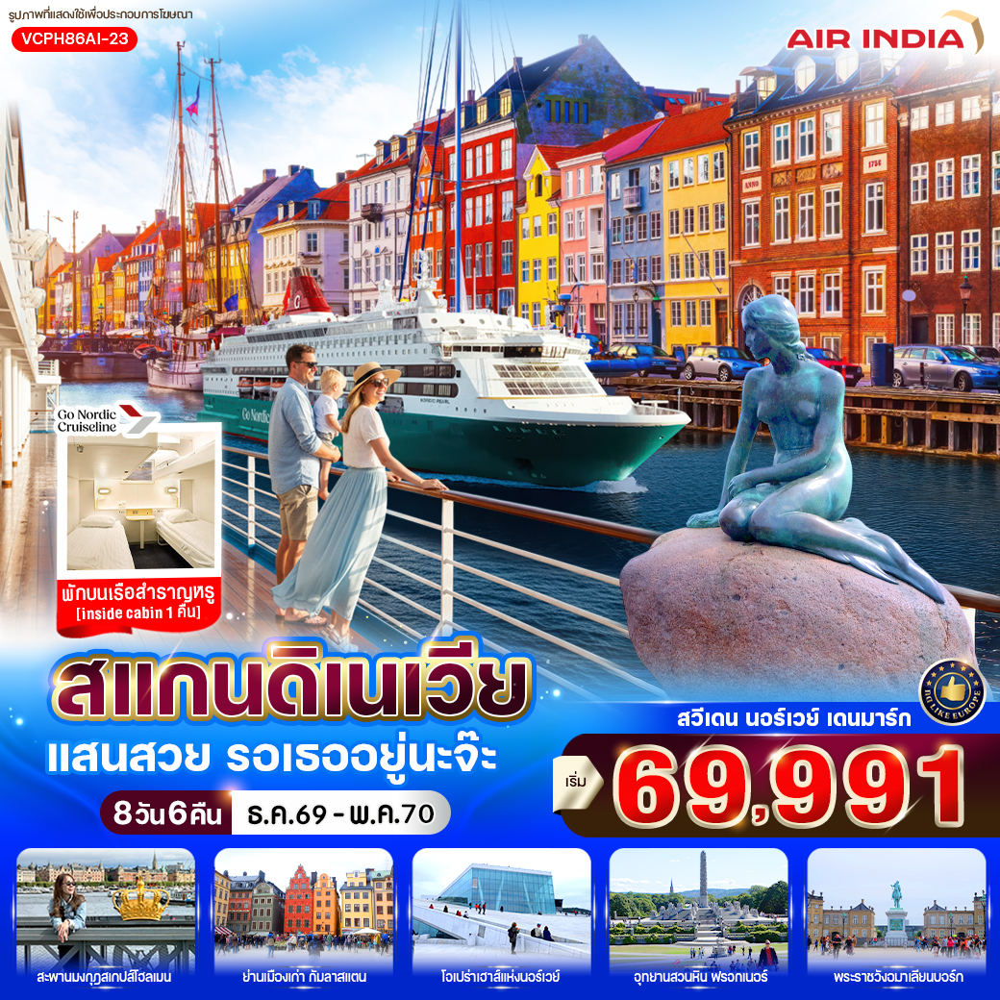 รูปภาพที่แสดงใช้เพื่อประกอบการโฆษณา
VCPH86AI-23
AIR INDIA
ANNO
1756
NORDIC PEARL
Go Nordic
Go Nordic
Cruiseline
พักบนเรือสำราญหรู
[inside cabin 1 คืน]
สแกนดิเนเวีย
แสนสวย รอเธออยู่นะจ๊ะ
8 วัน 6 คืน
ธ.ค.69 - พ.ค.70
สวีเดน นอร์เวย์ เดนมาร์ก
LIKE EUROPE
เริ่ม
69,991
สะพานมงกุฎสเกปส์โฮลเมน
ย่านเมืองเก่า กัมลาสแตน
โอเปร่าเฮาส์แห่งนอร์เวย์
อุทยานสวนหิน ฟรอกเนอร์
พระราชวังอมาเลียนบอร์ก